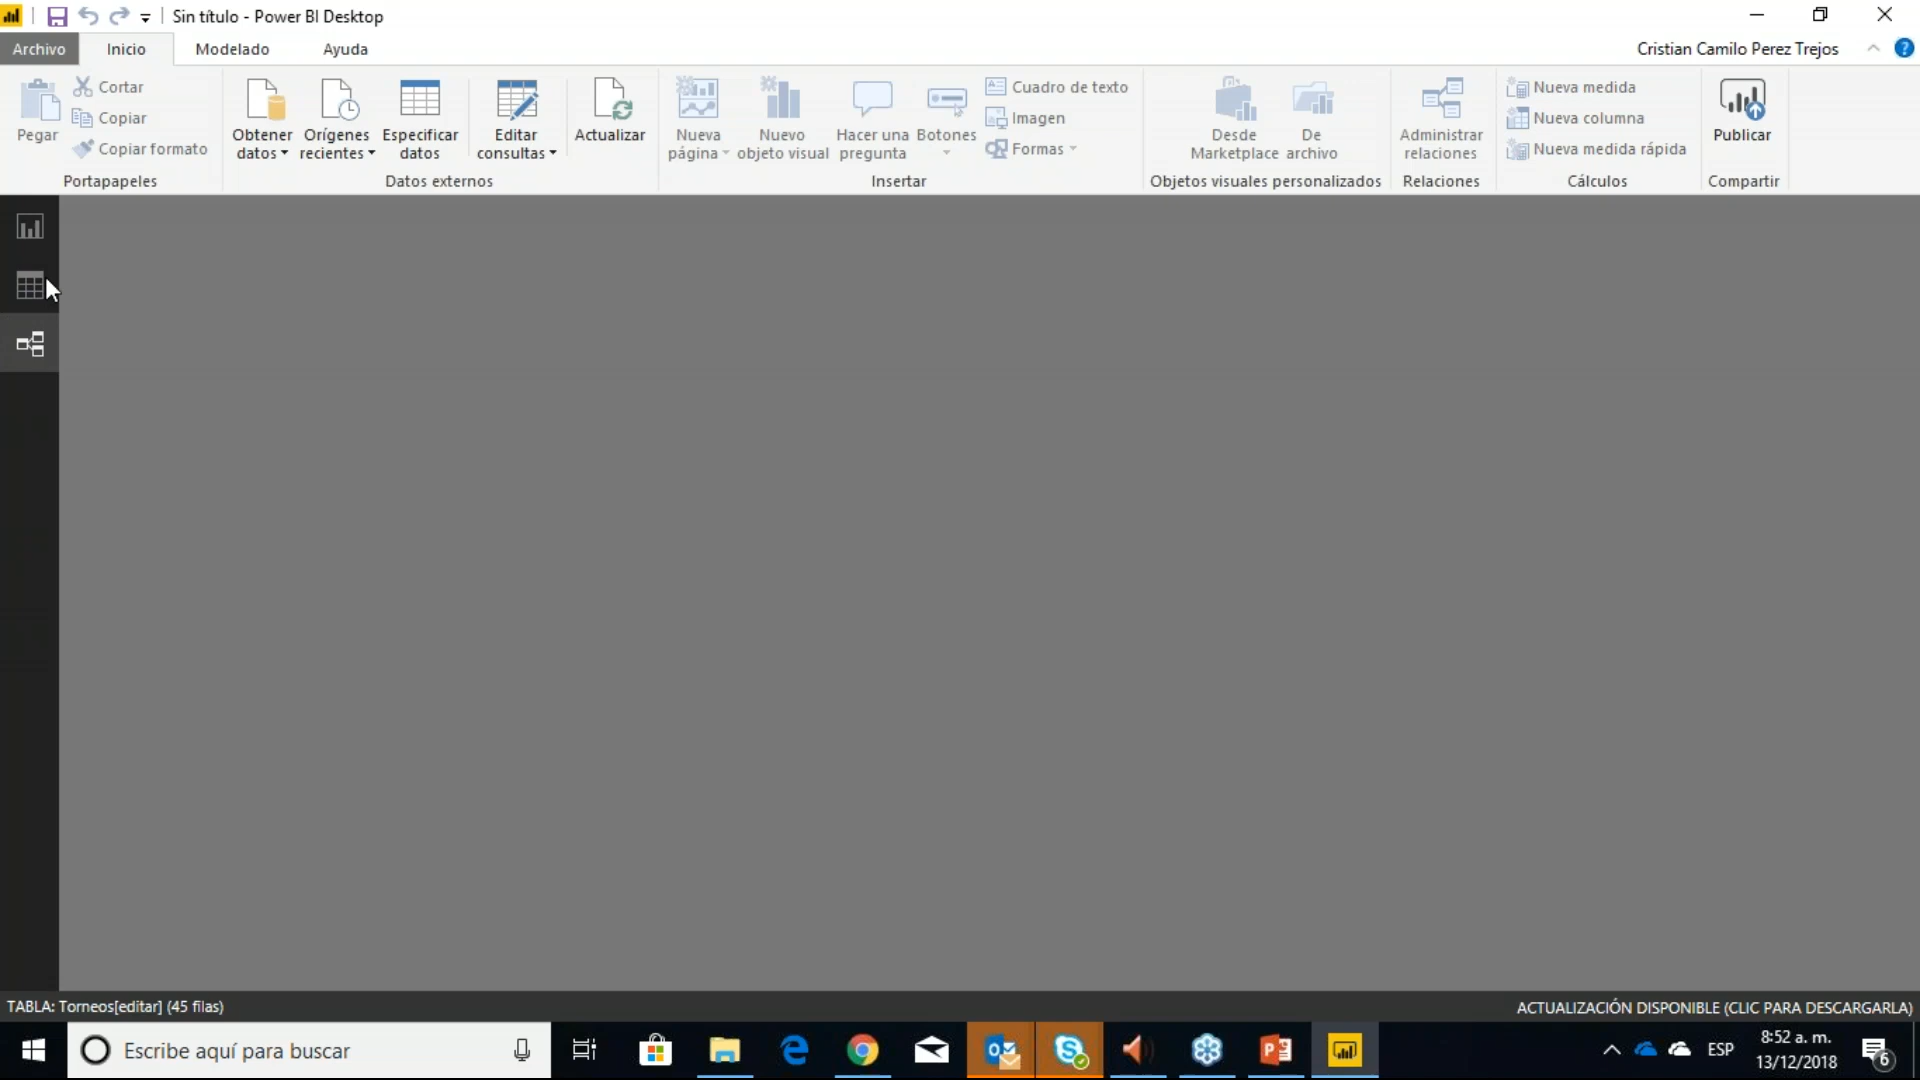 Sin título - Power BI Desktop
Archivo Inicio Modelado Ayuda Cristian Camilo Perez Trejos
Pegar
Cortar
Copiar
Copiar formato
Portapapeles
Obtener datos
Orígenes recientes
Especificar datos
Editar consultas
Actualizar
Datos externos
Nueva página
Nuevo objeto visual
Hacer una pregunta
Botones
Cuadro de texto
Imagen
Formas
Insertar
Desde Marketplace
De archivo
Objetos visuales personalizados
Administrar relaciones
Relaciones
Nueva medida
Nueva columna
Nueva medida rápida
Cálculos
Publicar
Compartir
TABLA: Torneos[editar] (45 filas)
ACTUALIZACIÓN DISPONIBLE (CLIC PARA DESCARGARLA)
Escribe aquí para buscar
ESP
8:52 a. m.
13/12/2018
6